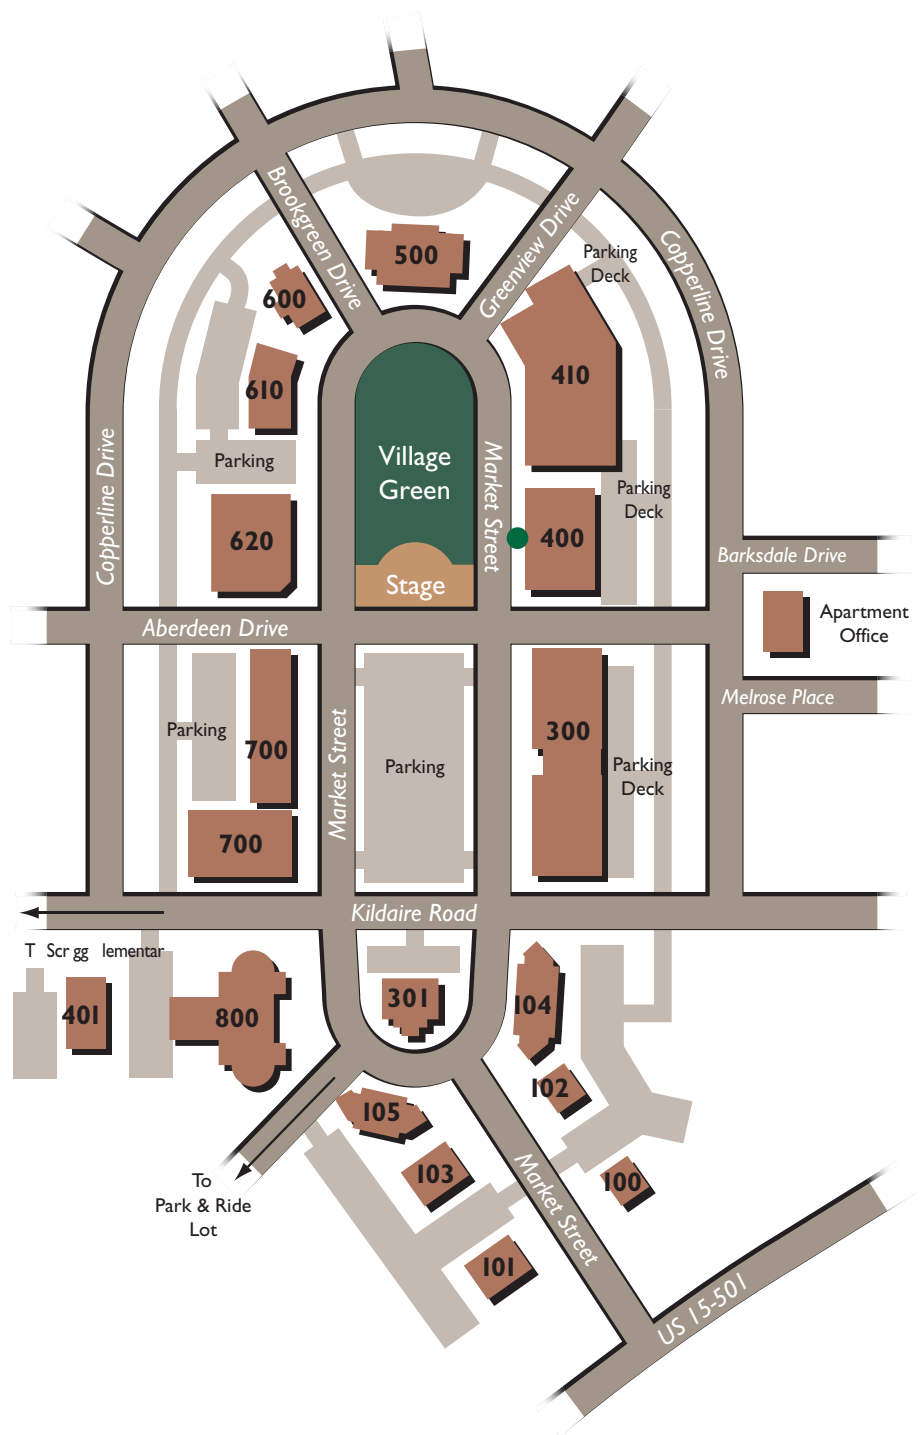 Brookgreen Drive
Greenview Drive
Copperline Drive
500
Parking
Deck
600
410
610
Village
Green
Market Street
Copperline Drive
Parking
Parking
Deck
620
400
Barksdale Drive
Stage
Aberdeen Drive
Apartment
Office
Melrose Place
Parking
700
Market Street
Parking
300
Parking
Deck
700
Kildaire Road
T Scr gg lementar
401
800
301
104
102
105
To
Park & Ride
Lot
103
Market Street
100
101
US 15-501